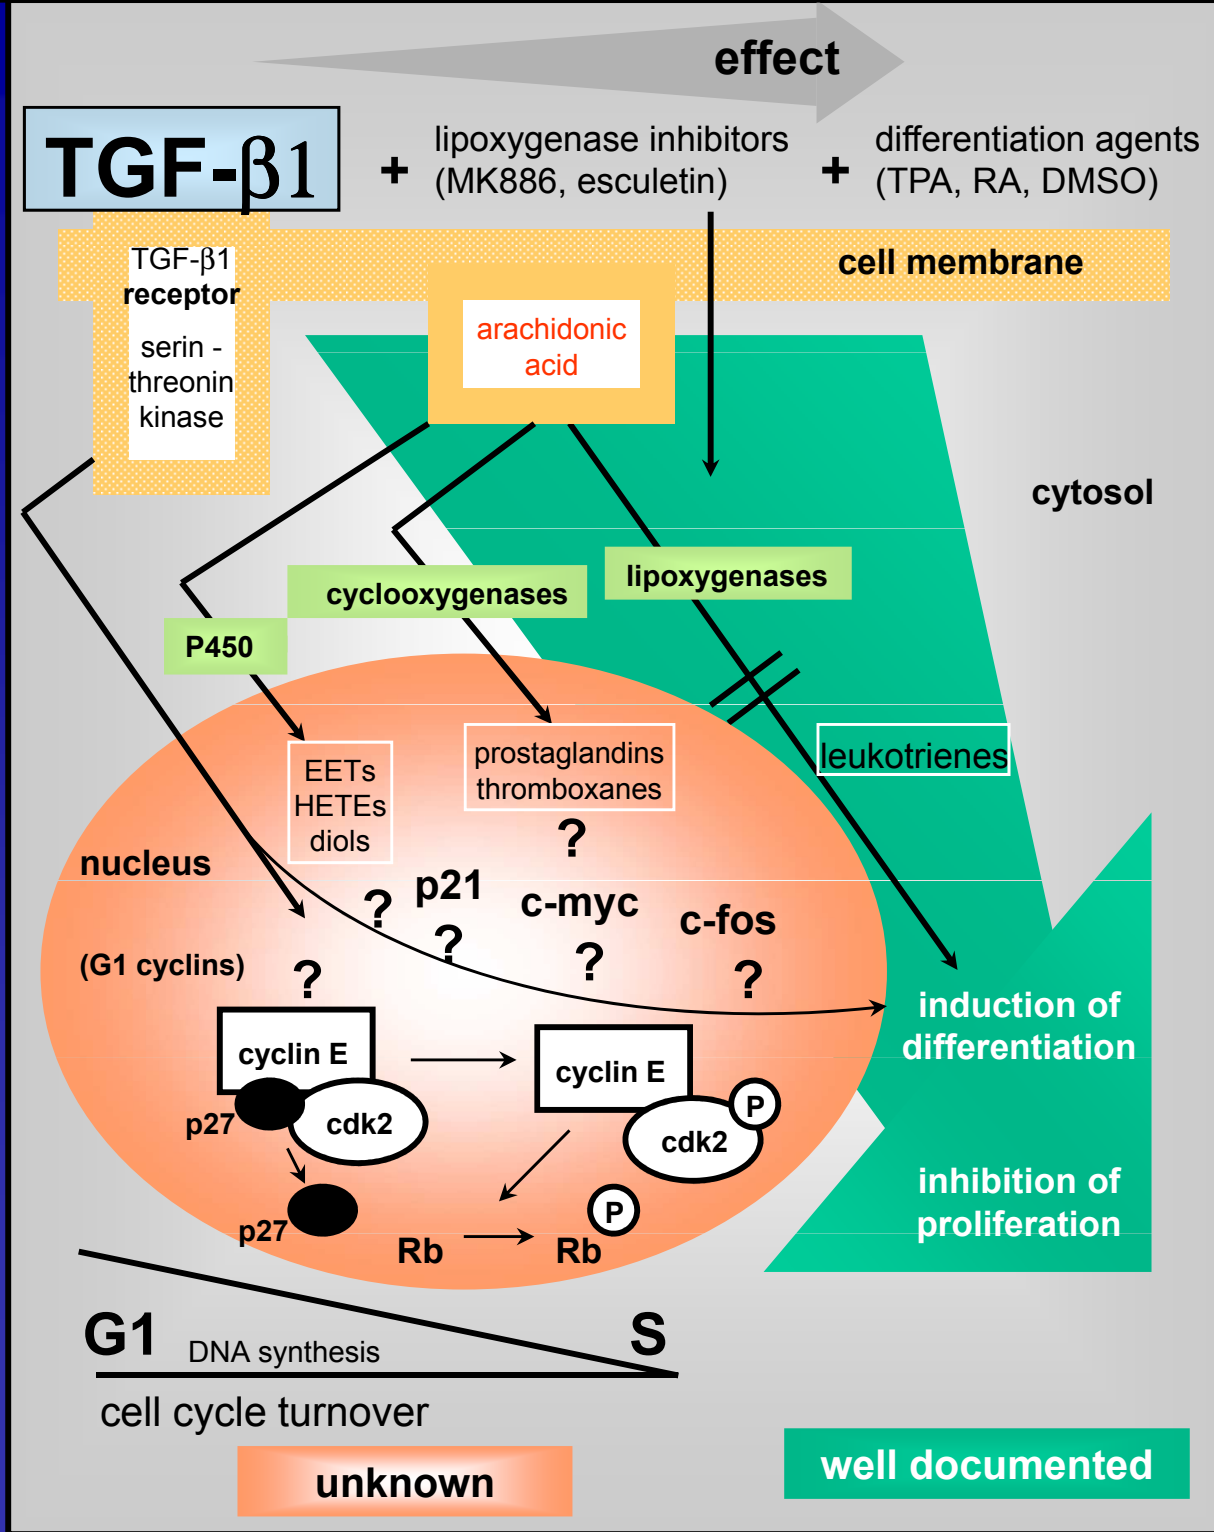 effect
TGF-β1
+
lipoxygenase inhibitors
(MK886, esculetin)
+
differentiation agents
(TPA, RA, DMSO)
TGF-β1
receptor
serin -
threonin
kinase
cell membrane
arachidonic
acid
cytosol
lipoxygenases
cyclooxygenases
P450
EETs
HETEs
diols
prostaglandins
thromboxanes
leukotrienes
?
nucleus
p21
c-myc
c-fos
?
?
?
?
(G1 cyclins)
?
induction of
differentiation
cyclin E
p27
cdk2
cyclin E
cdk2
P
p27
Rb
Rb
P
inhibition of
proliferation
G1
DNA synthesis
S
cell cycle turnover
unknown
well documented